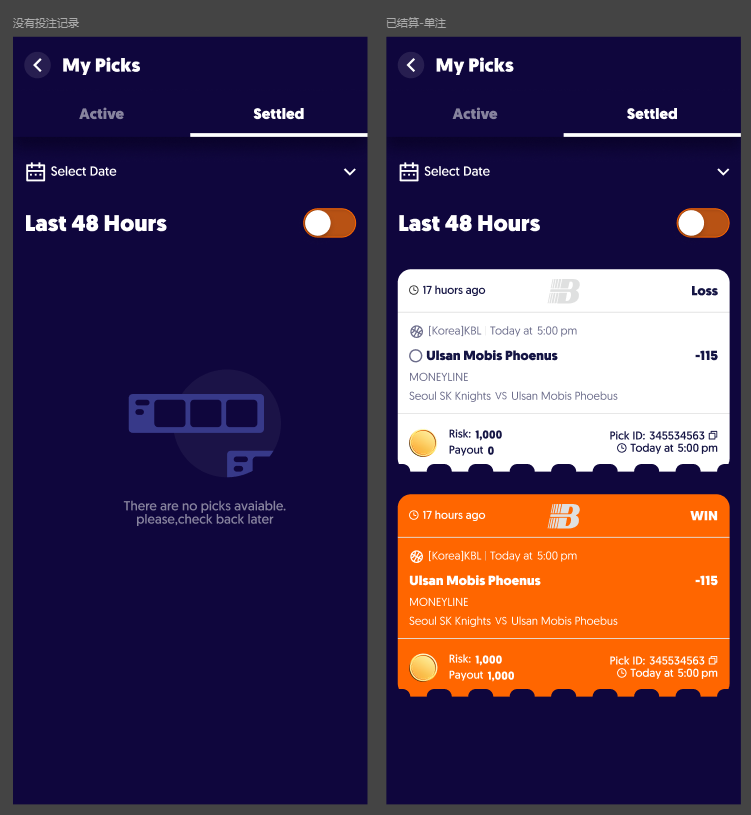 没有投注记录
My Picks
Active
Settled
Select Date
Last 48 Hours
There are no picks avaiable.
please,check back later
已结算-单注
My Picks
Active
Settled
Select Date
Last 48 Hours
17 huors ago
B
Loss
[Korea]KBL | Today at 5:00 pm
Ulsan Mobis Phoenus
-115
MONEYLINE
Seoul SK Knights VS Ulsan Mobis Phoebus
Risk: 1,000
Pick ID: 345534563
Payout 0
Today at 5:00 pm
17 hours ago
B
WIN
[Korea]KBL | Today at 5:00 pm
Ulsan Mobis Phoenus
-115
MONEYLINE
Seoul SK Knights VS Ulsan Mobis Phoebus
Risk: 1,000
Pick ID: 345534563
Payout 1,000
Today at 5:00 pm